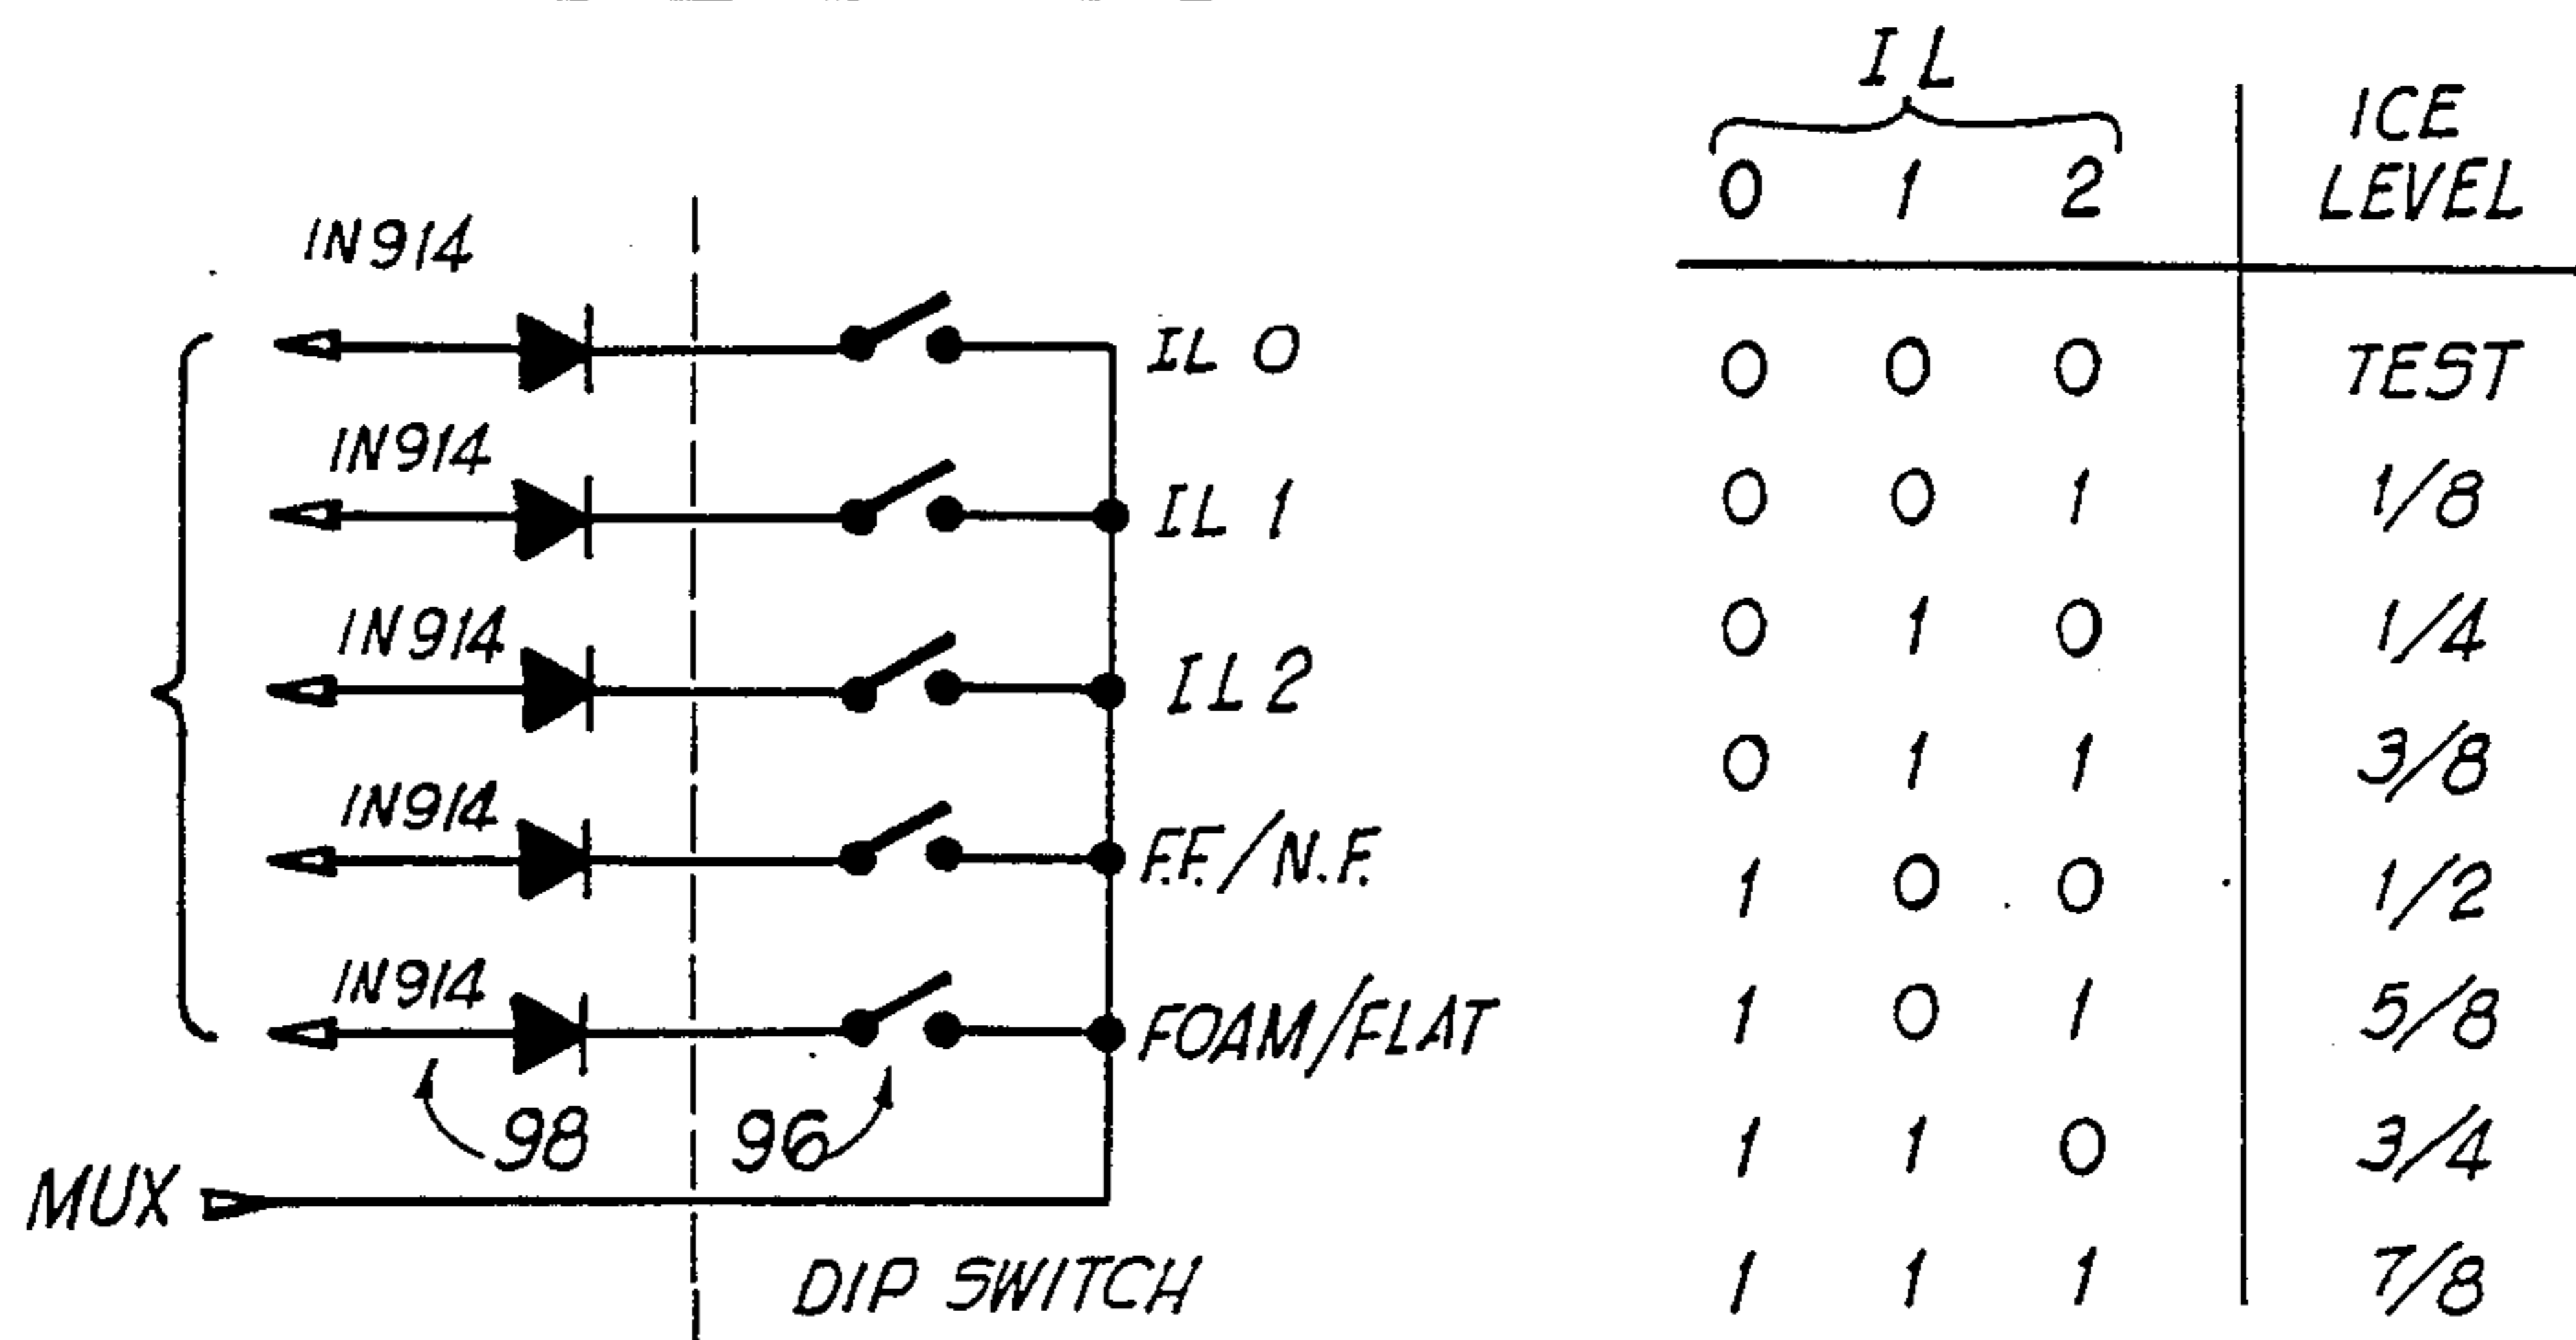 IN914
IL 0
IN914
IL 1
IN914
IL 2
IN914
F.F./N.F.
IN914
FOAM/FLAT
98
96
MUX
DIP SWITCH
IL
0 1 2 ICE LEVEL
0 0 0 TEST
0 0 1 1/8
0 1 0 1/4
0 1 1 3/8
1 0 0 1/2
1 0 1 5/8
1 1 0 3/4
1 1 1 7/8